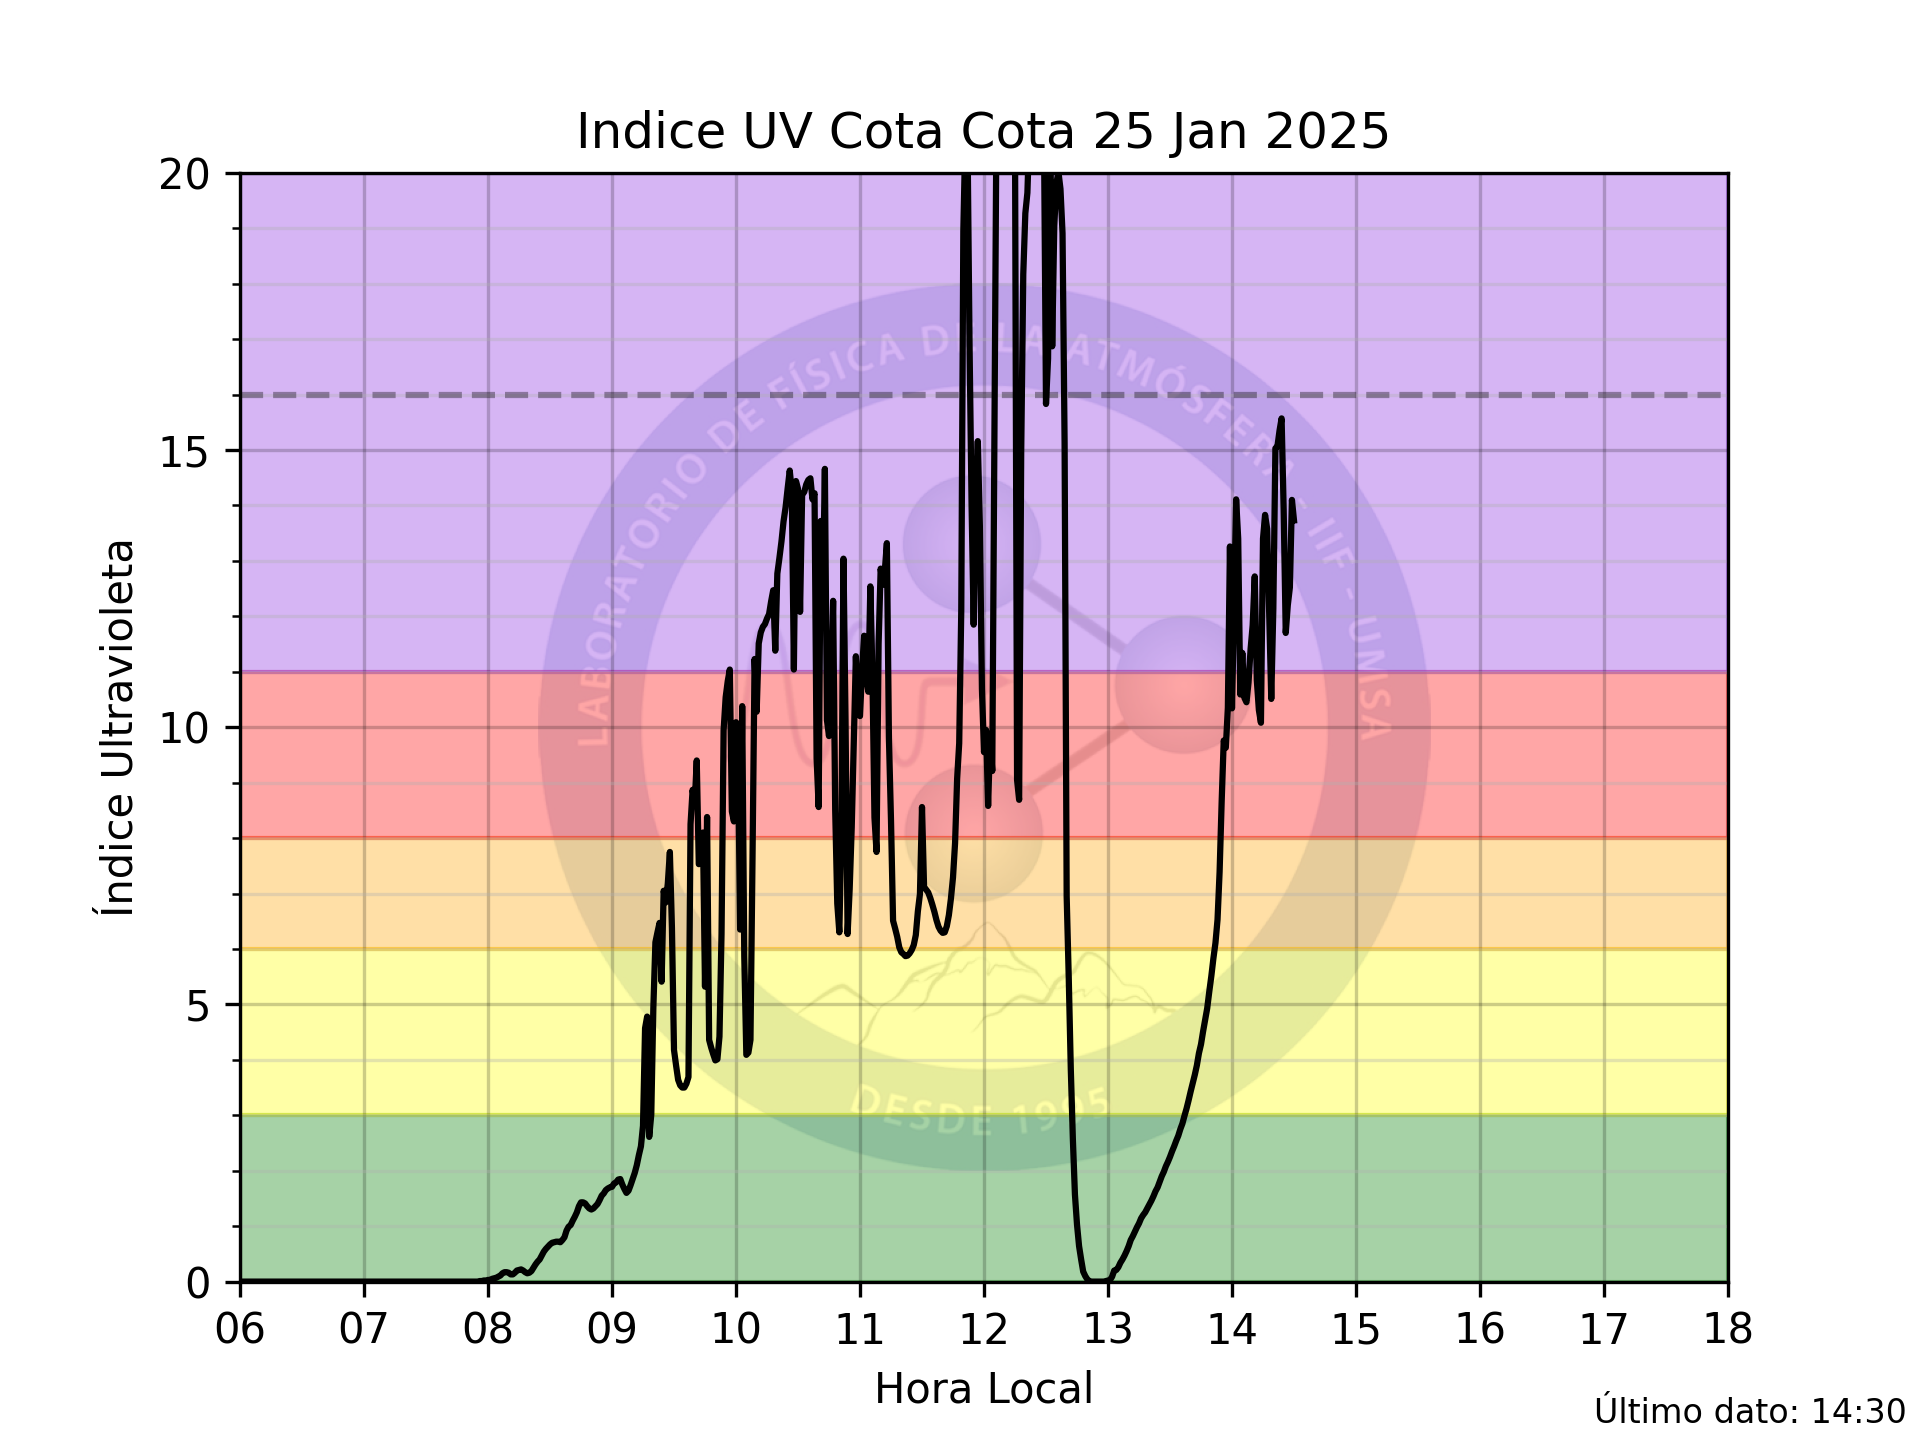 Indice UV Cota Cota 25 Jan 2025
20
15
10
5
0
Índice Ultravioleta
LABORATORIO DE FÍSICA DE LA ATMÓSFERA - IIF - UMSA
DESDE 1995
06 07 08 09 10 11 12 13 14 15 16 17 18
Hora Local
Último dato: 14:30